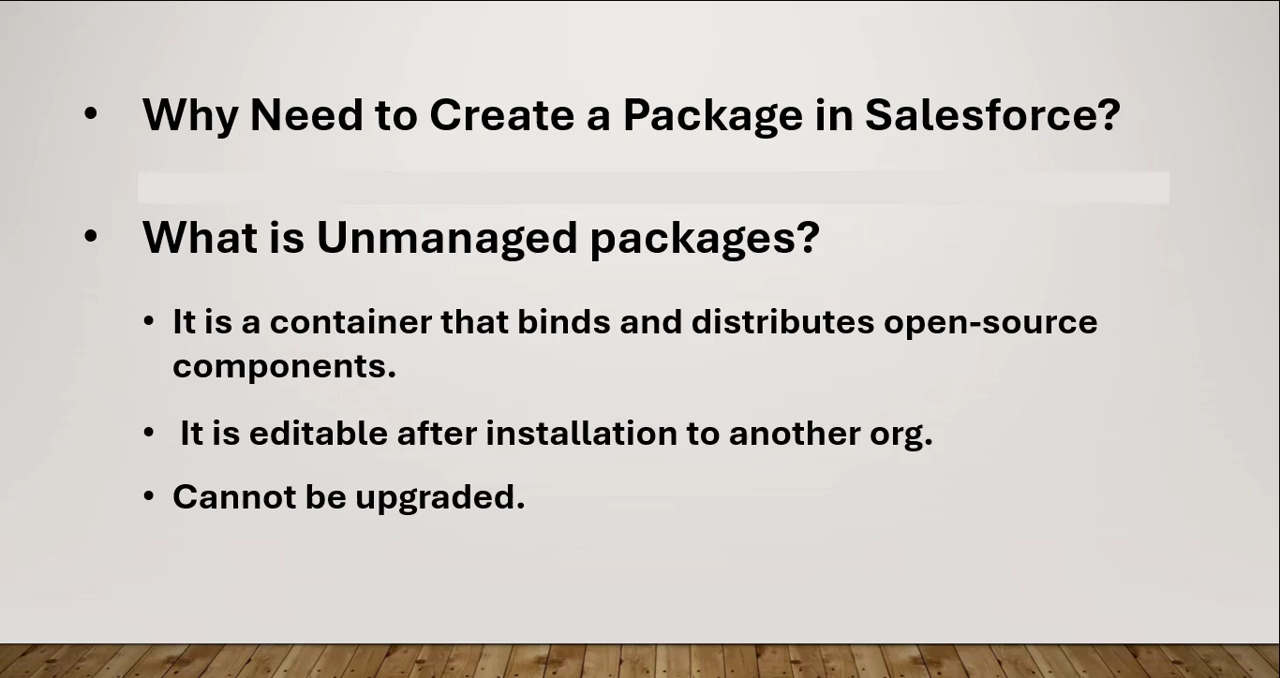 • Why Need to Create a Package in Salesforce?
• What is Unmanaged packages?
• It is a container that binds and distributes open-source
components.
• It is editable after installation to another org.
• Cannot be upgraded.